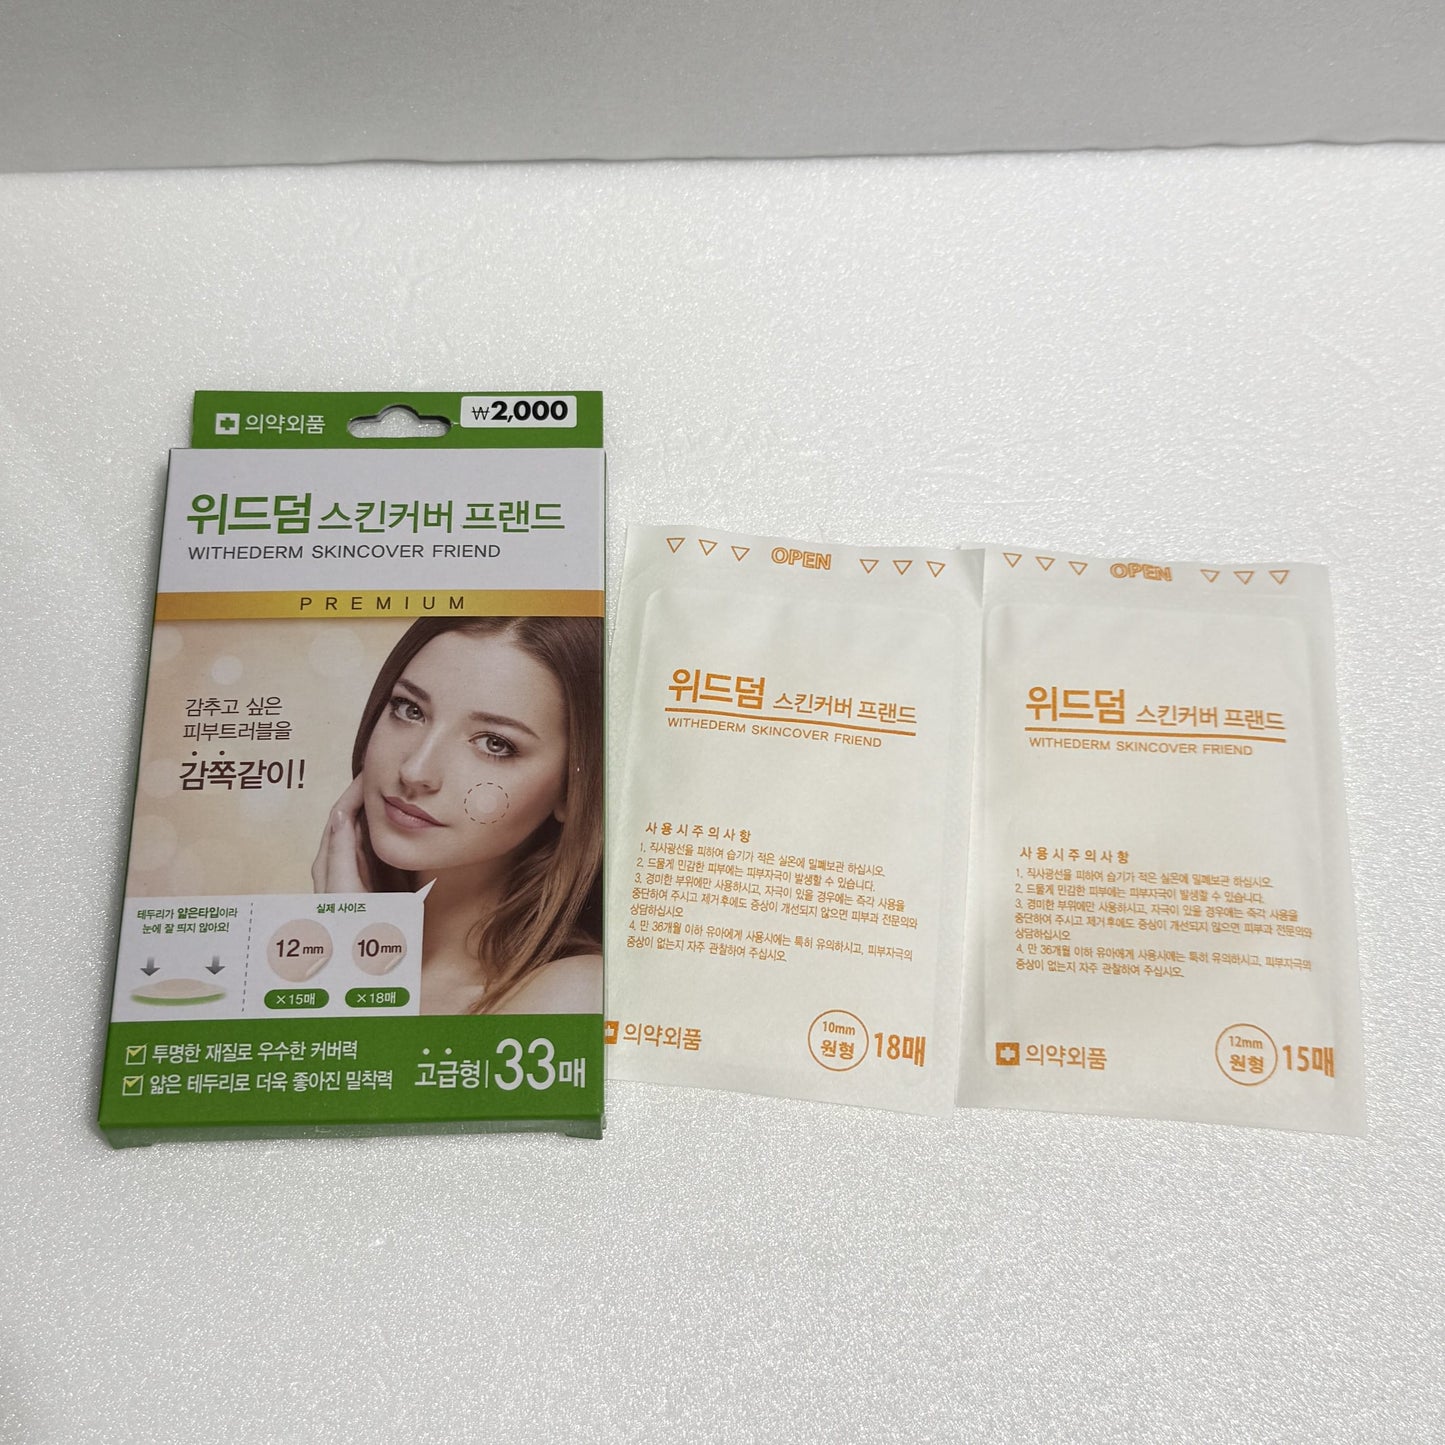 의약외품
₩2,000
위드덤 스킨커버 프랜드
WITHEDERM SKINCOVER FRIEND
PREMIUM
감추고 싶은
피부트러블을
감쪽같이!
테두리가 얇은타입이라
눈에 잘 띄지 않아요!
실제 사이즈
12mm
10mm
×15매
×18매
투명한 재질로 우수한 커버력
얇은 테두리로 더욱 좋아진 밀착력
고급형 | 33매
OPEN
위드덤 스킨커버 프랜드
WITHEDERM SKINCOVER FRIEND
사용시주의사항
1. 직사광선을 피하여 습기가 적은 실온에 밀폐보관 하십시오.
2. 드물게 민감한 피부에는 피부자극이 발생할 수 있습니다.
3. 경미한 부위에만 사용하시고, 자극이 있을 경우에는 즉각 사용을
중단하여 주시고 제거후에도 증상이 개선되지 않으면 피부과 전문의와
상담하십시오
4. 만 36개월 이하 유아에게 사용시에는 특히 유의하시고, 피부자극의
증상이 없는지 자주 관찰하여 주십시오.
의약외품
10mm
원형
18매
OPEN
위드덤 스킨커버 프랜드
WITHEDERM SKINCOVER FRIEND
사용시주의사항
1. 직사광선을 피하여 습기가 적은 실온에 밀폐보관 하십시오.
2. 드물게 민감한 피부에는 피부자극이 발생할 수 있습니다.
3. 경미한 부위에만 사용하시고, 자극이 있을 경우에는 즉각 사용을
중단하여 주시고 제거후에도 증상이 개선되지 않으면 피부과 전문의와
상담하십시오
4. 만 36개월 이하 유아에게 사용시에는 특히 유의하시고, 피부자극의
증상이 없는지 자주 관찰하여 주십시오.
의약외품
12mm
원형
15매